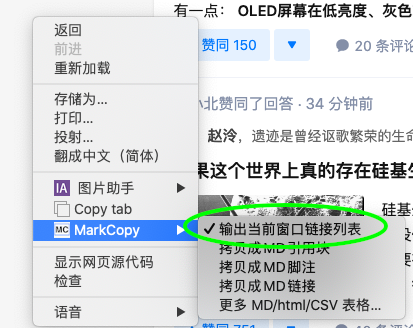 有一点： OLED屏幕在低亮度、灰色
赞同 150
20 条评论
小北赞同了回答 · 34 分钟前
赵泠，遗迹是曾经讴歌繁荣的生命
果这个世界上真的存在硅基生
返回
前进
重新加载
存储为...
打印...
投射...
翻成中文（简体）
IA 图片助手
Copy tab
MC MarkCopy
显示网页源代码
检查
语音
✓ 输出当前窗口链接列表
拷贝成MD引用块
拷贝成MD脚注
拷贝成MD链接
更多 MD/html/CSV 表格...
硅基